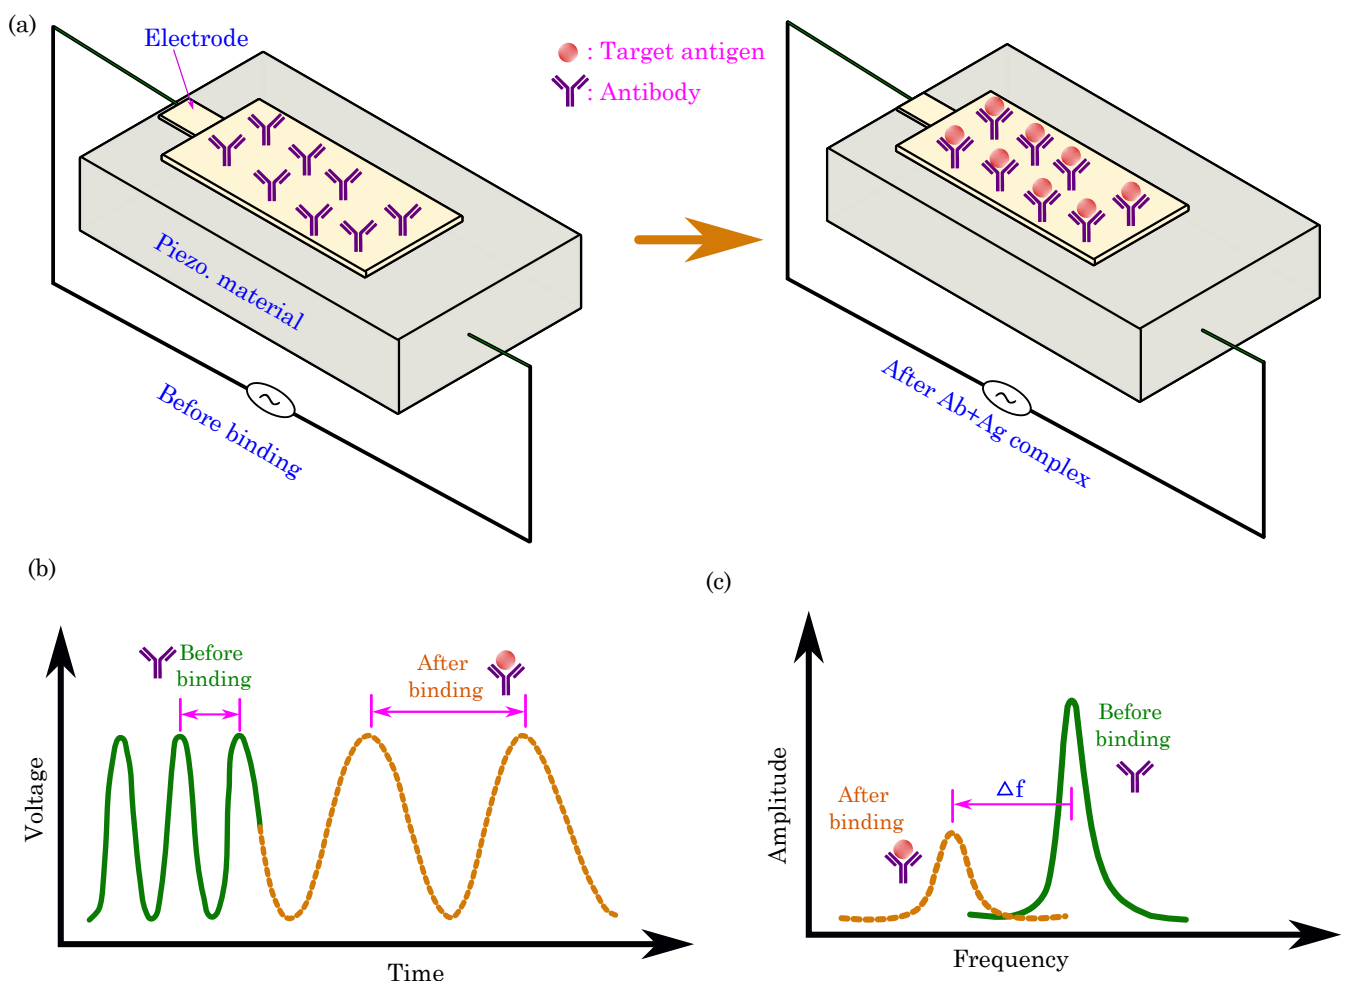 (a)
Electrode
: Target antigen
: Antibody
Piezo. material
Before binding
After Ab+Ag complex
(b)
Before
binding
After
binding
Voltage
Time
(c)
Before
binding
△f
After
binding
Amplitude
Frequency